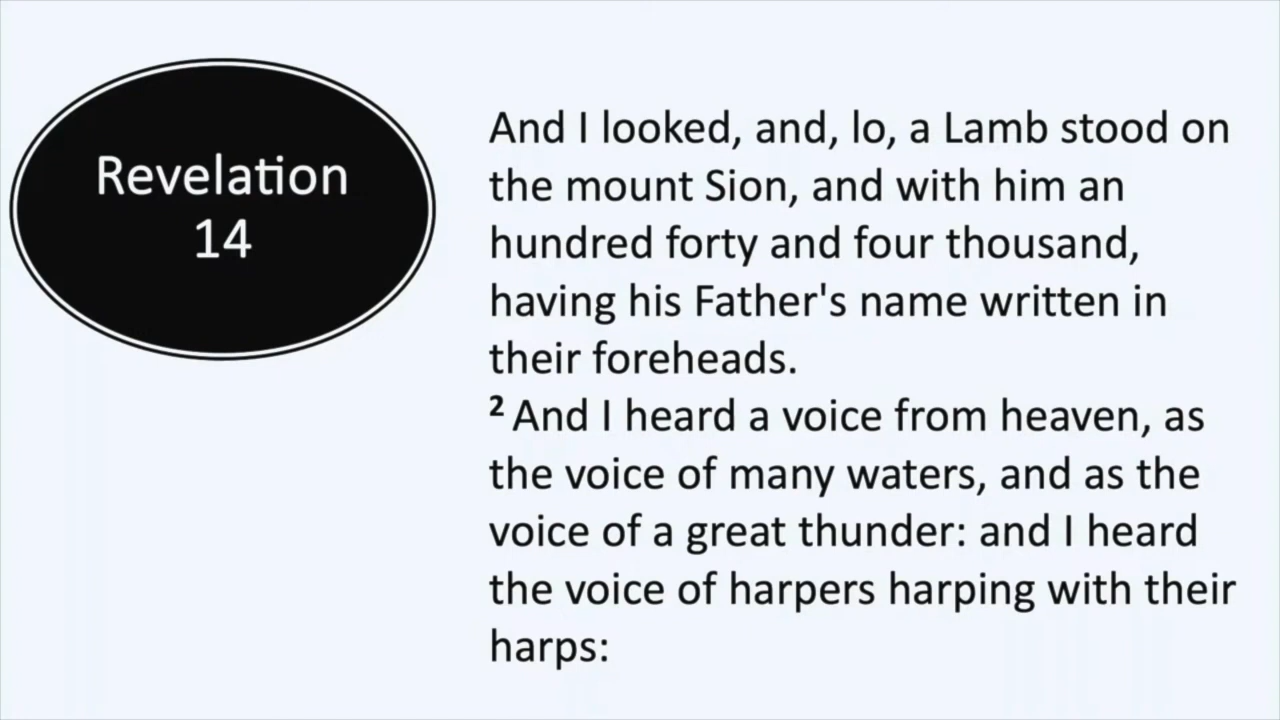 Revelation
14
And I looked, and, lo, a Lamb stood on
the mount Sion, and with him an
hundred forty and four thousand,
having his Father's name written in
their foreheads.
² And I heard a voice from heaven, as
the voice of many waters, and as the
voice of a great thunder: and I heard
the voice of harpers harping with their
harps: